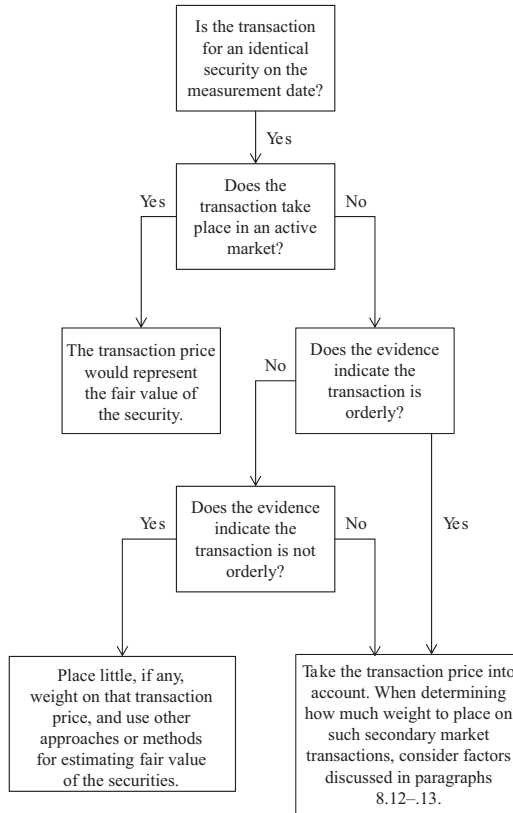 Is the transaction
for an identical
security on the
measurement date?
Yes
Does the
transaction take
place in an active
market?
Yes
No
The transaction price
would represent
the fair value of
the security.
Does the evidence
indicate the
transaction is
orderly?
No
Yes
Does the evidence
indicate the
transaction is not
orderly?
Yes
No
Place little, if any,
weight on that transaction
price, and use other
approaches or methods
for estimating fair value
of the securities.
Take the transaction price into
account. When determining
how much weight to place on
such secondary market
transactions, consider factors
discussed in paragraphs
8.12–.13.